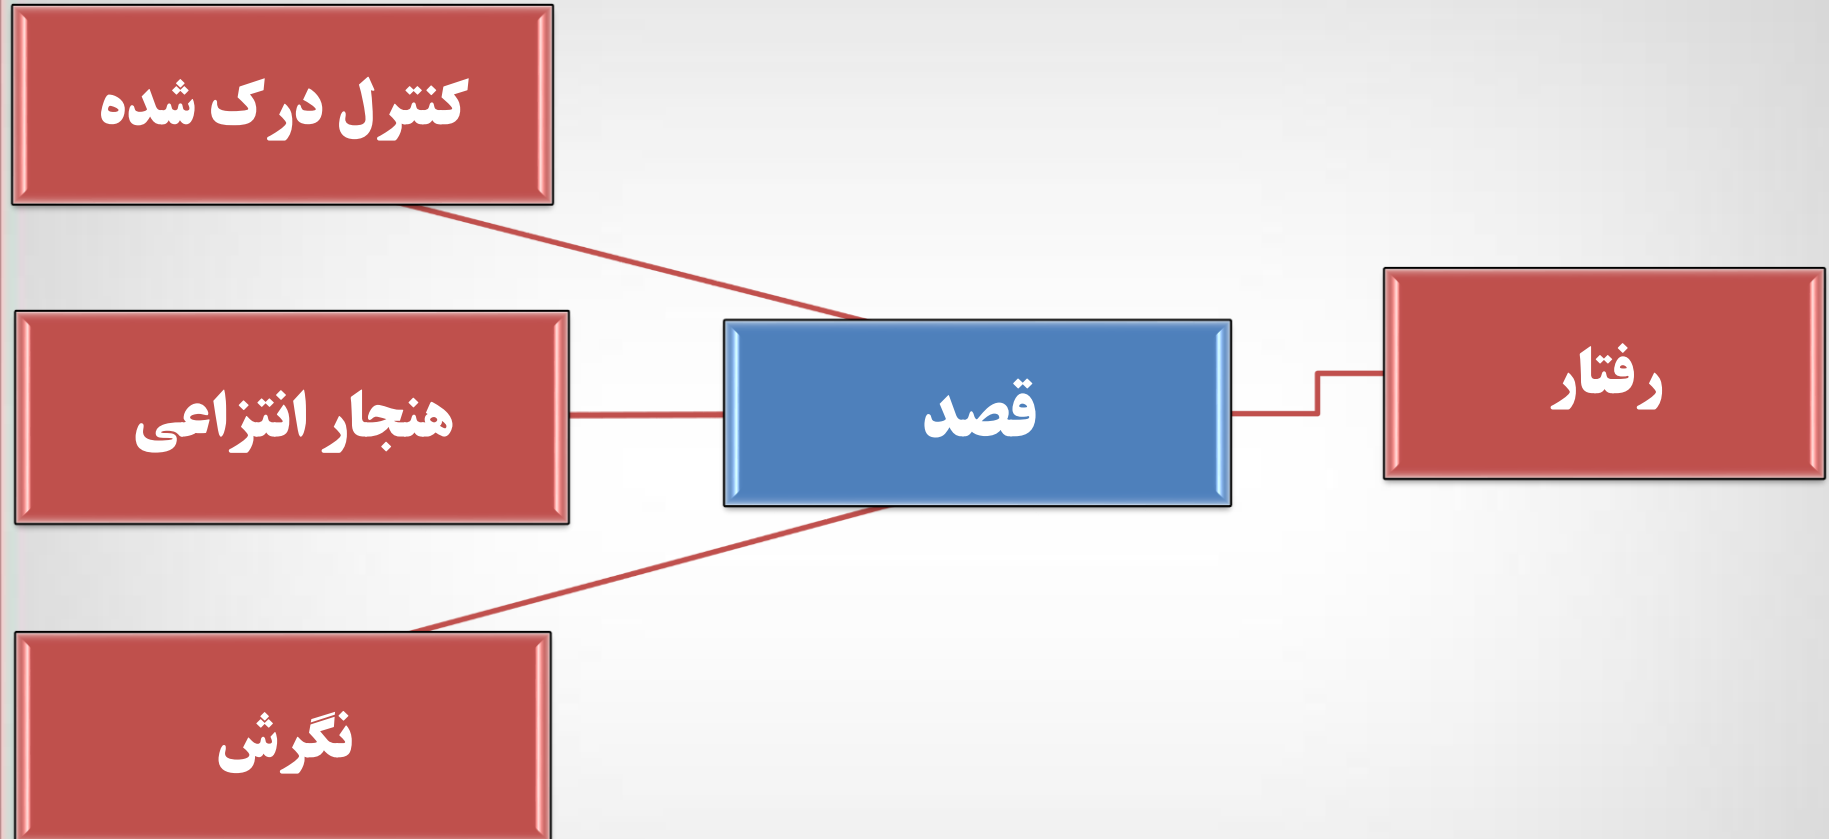 کنترل درک شده
هنجار انتزاعی
نگرش
قصد
رفتار